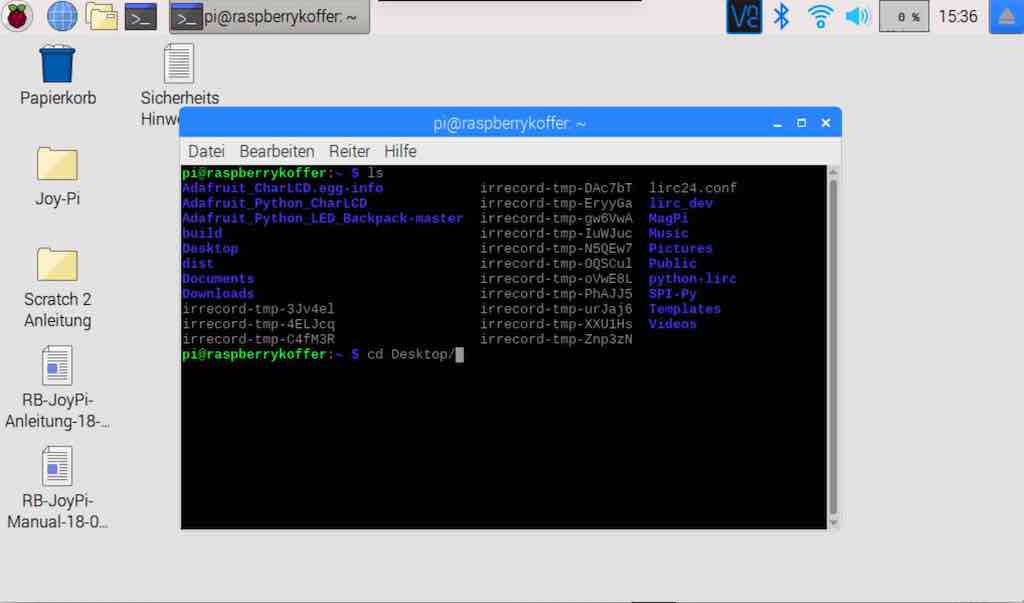 pi@raspberrykoffer: ~
0 %
15:36
Papierkorb
Sicherheits
Hinw
Joy-Pi
Scratch 2
Anleitung
RB-JoyPi-
Anleitung-18-...
RB-JoyPi-
Manual-18-0...
pi@raspberrykoffer: ~
Datei Bearbeiten Reiter Hilfe
pi@raspberrykoffer:~ $ ls
Adafruit_CharLCD.egg-info irrecord-tmp-DAc7bT lirc24.conf
Adafruit_Python_CharLCD irrecord-tmp-EryyGa lirc_dev
Adafruit_Python_LED_Backpack-master irrecord-tmp-gw6VwA MagPi
build irrecord-tmp-IuWJuc Music
Desktop irrecord-tmp-N5QEw7 Pictures
dist irrecord-tmp-OQSCul Public
Documents irrecord-tmp-oVwE8L python-lirc
Downloads irrecord-tmp-PhAJJ5 SPI-Py
irrecord-tmp-3Jv4el irrecord-tmp-urJaj6 Templates
irrecord-tmp-4ELJcq irrecord-tmp-XXU1Hs Videos
irrecord-tmp-C4fM3R irrecord-tmp-Znp3zN
pi@raspberrykoffer:~ $ cd Desktop/